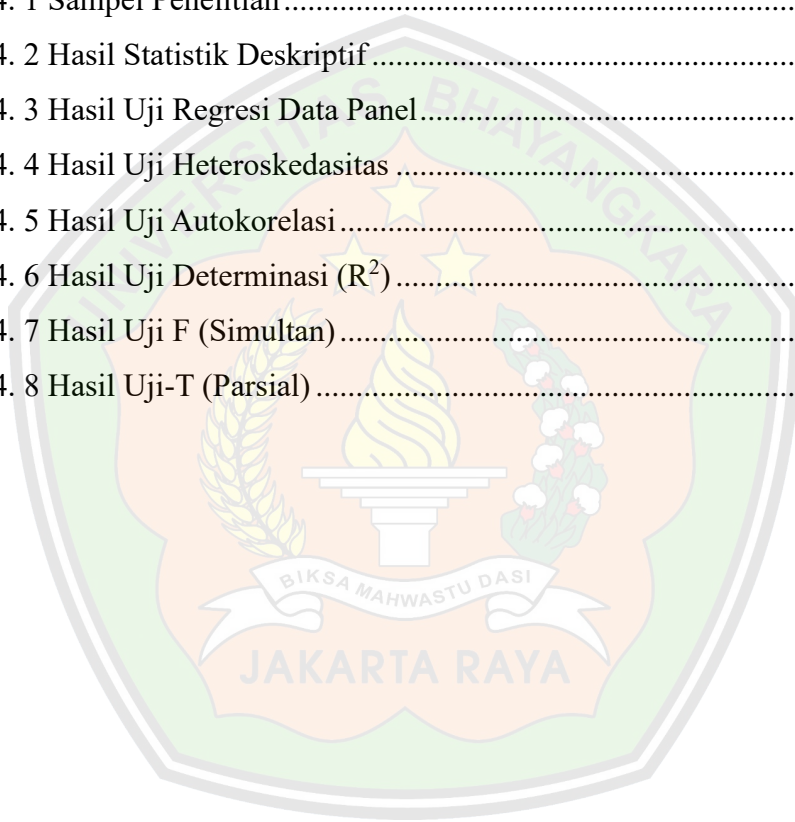 4. 1 Sampel Penelitian
4. 2 Hasil Statistik Deskriptif
4. 3 Hasil Uji Regresi Data Panel
4. 4 Hasil Uji Heteroskedasitas
4. 5 Hasil Uji Autokorelasi
4. 6 Hasil Uji Determinasi (R²)
4. 7 Hasil Uji F (Simultan)
4. 8 Hasil Uji-T (Parsial)
UNIVERSITAS BHAYANGKARA
BIKSA MAHWASTU DASI
JAKARTA RAYA